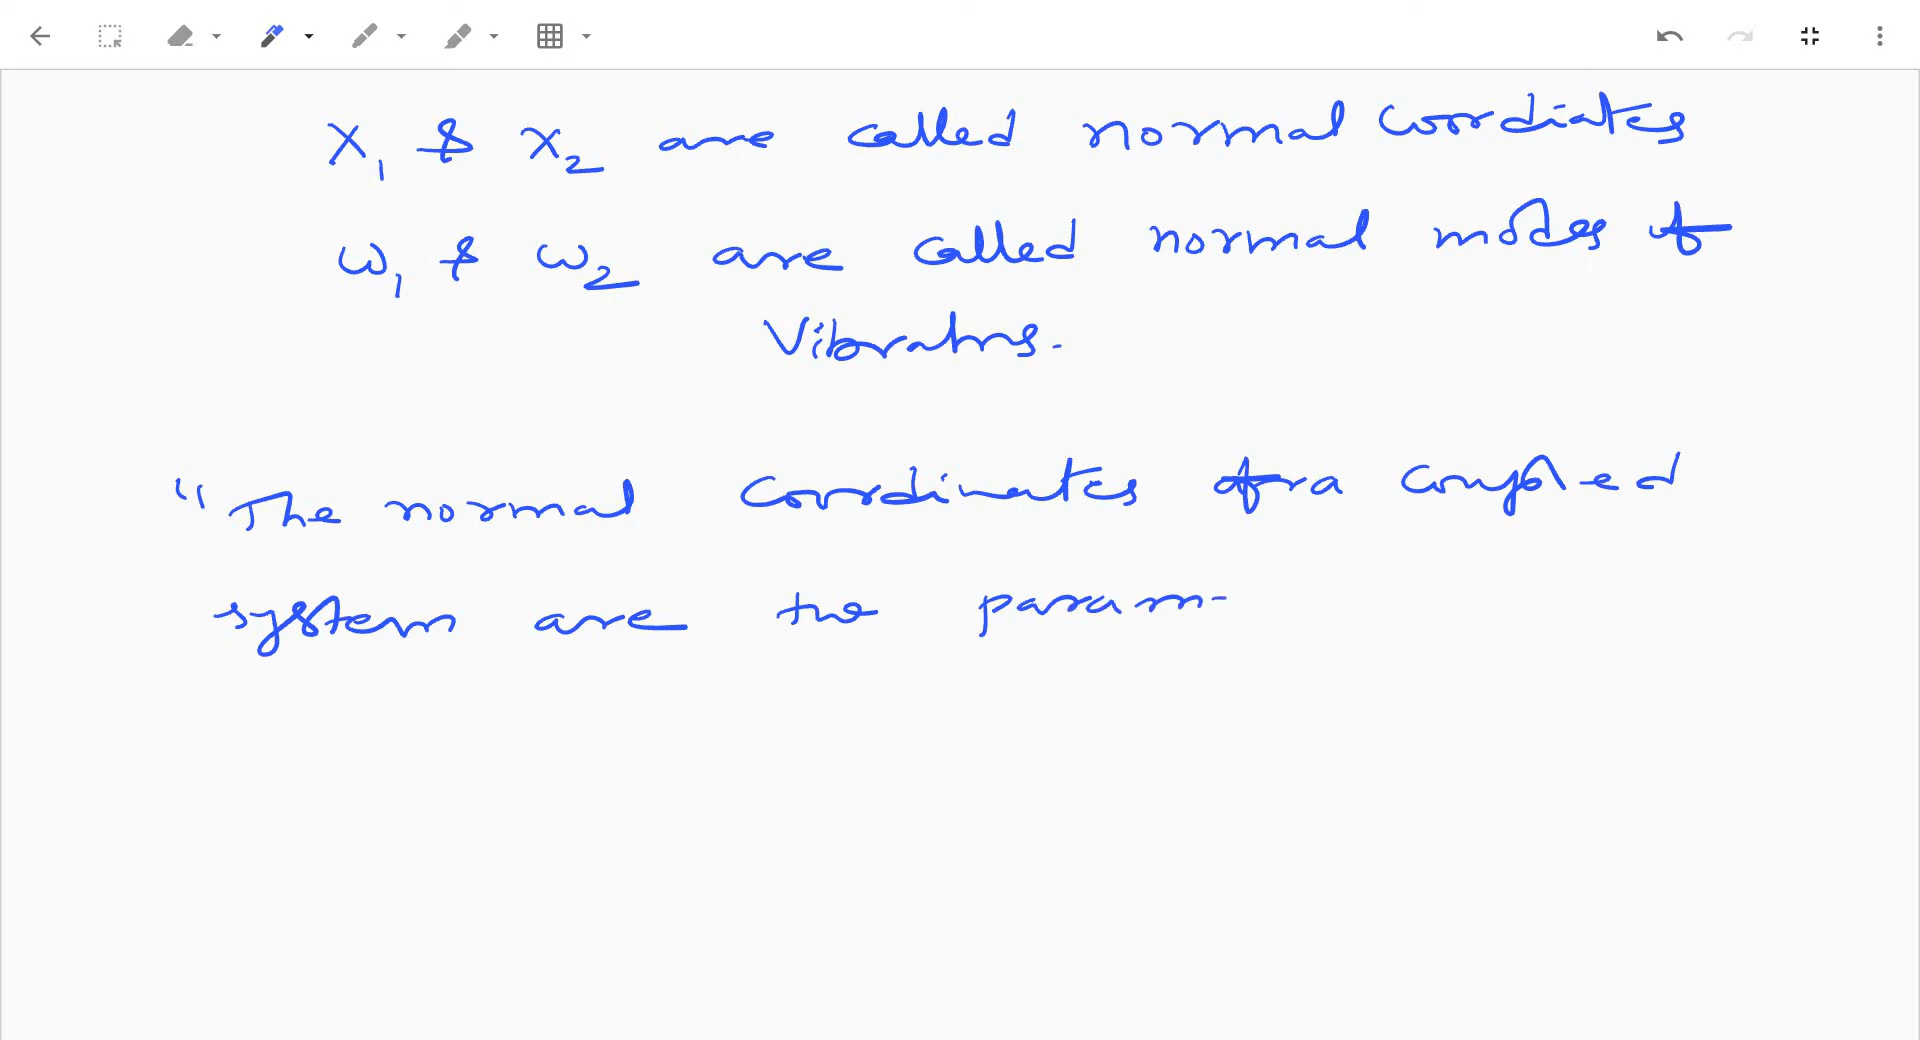 X₁ & X₂ are called normal coordiates
ω₁ & ω₂ are called normal modes of
Vibrations.
"The normal coordinates of a coupled
system are the param-